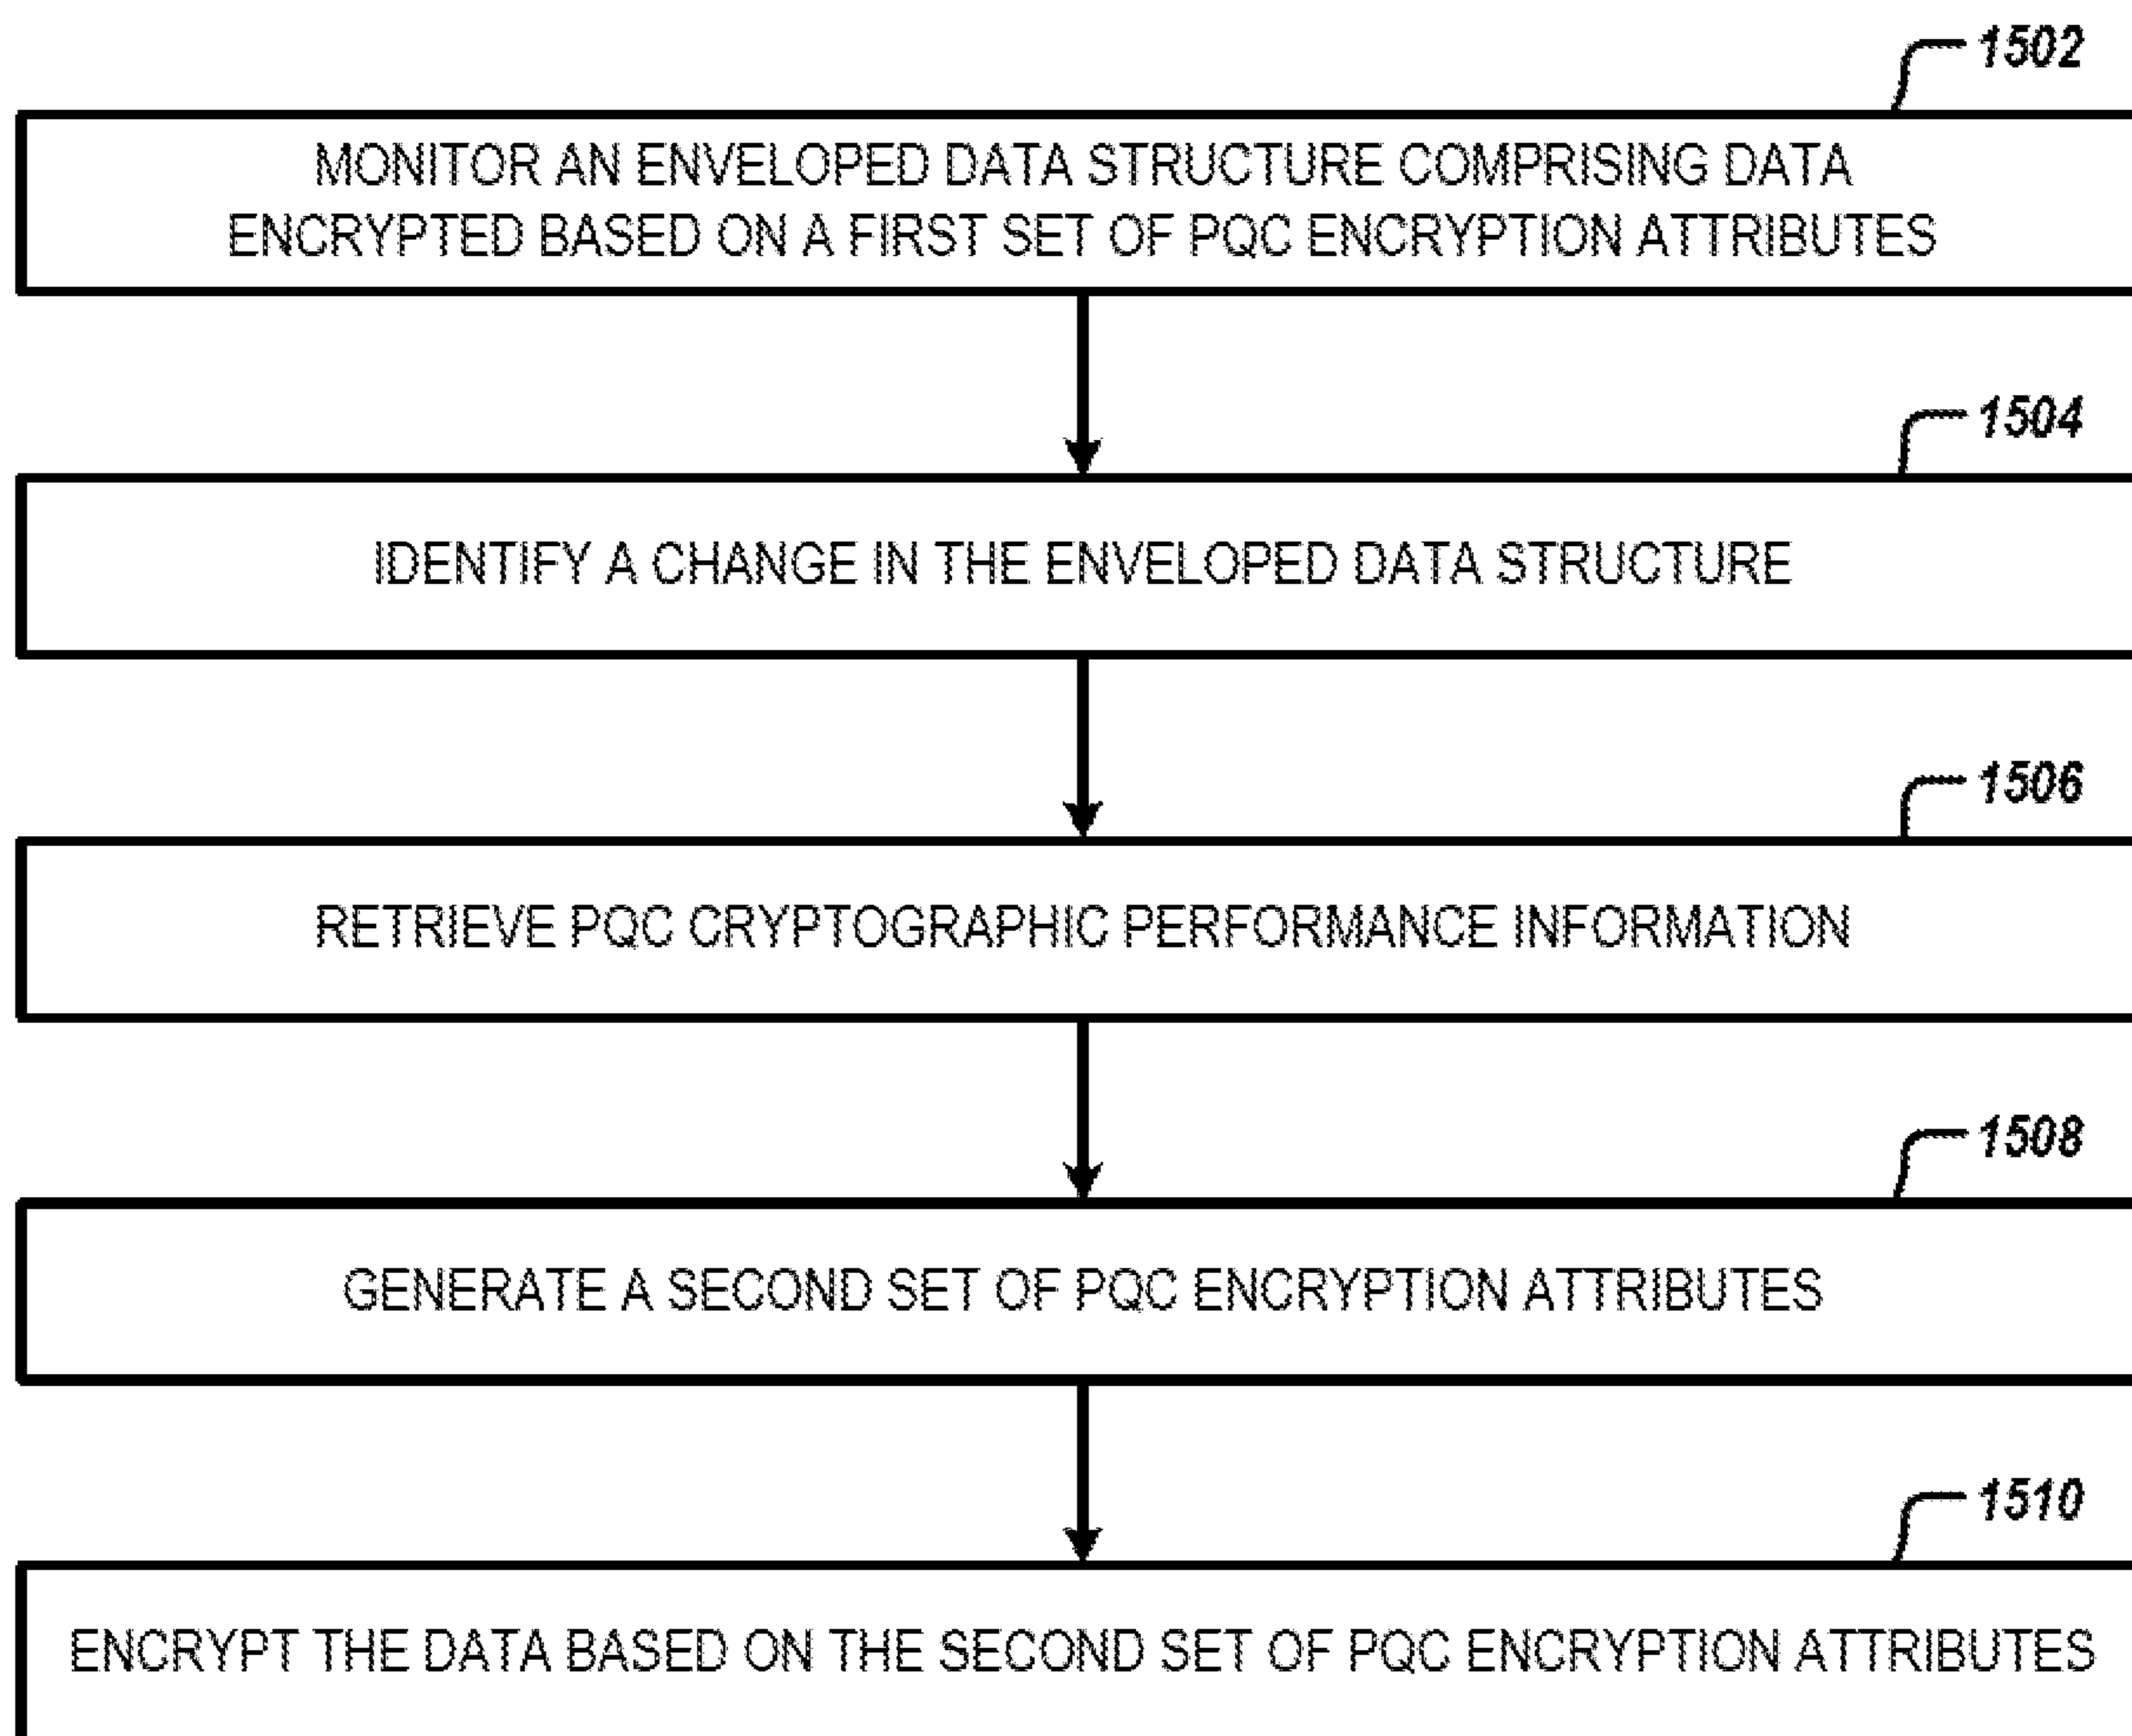 1502
MONITOR AN ENVELOPED DATA STRUCTURE COMPRISING DATA
ENCRYPTED BASED ON A FIRST SET OF PQC ENCRYPTION ATTRIBUTES
1504
IDENTIFY A CHANGE IN THE ENVELOPED DATA STRUCTURE
1506
RETRIEVE PQC CRYPTOGRAPHIC PERFORMANCE INFORMATION
1508
GENERATE A SECOND SET OF PQC ENCRYPTION ATTRIBUTES
1510
ENCRYPT THE DATA BASED ON THE SECOND SET OF PQC ENCRYPTION ATTRIBUTES